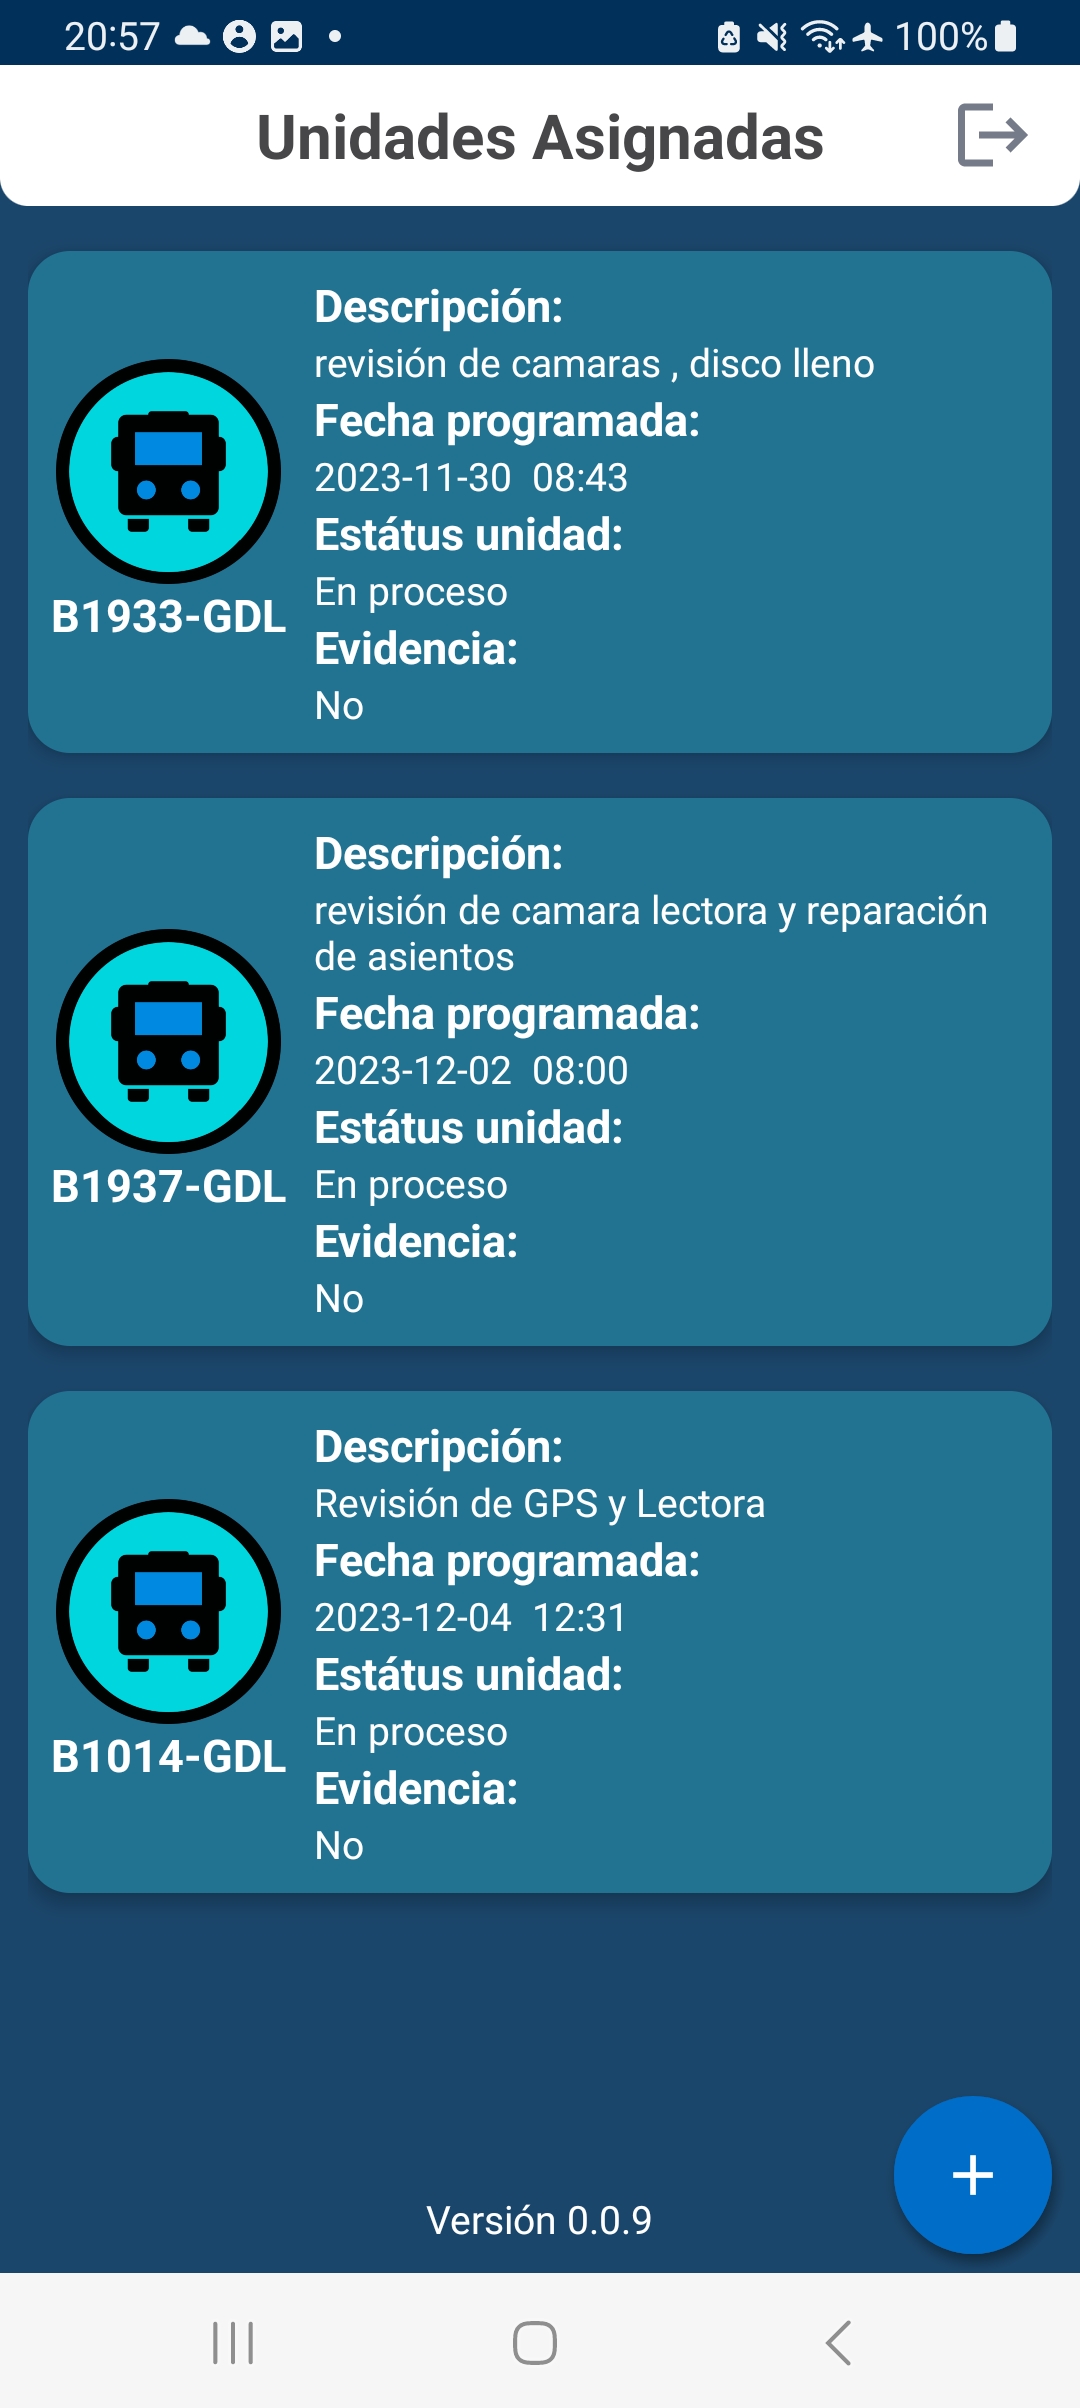 20:57
100%
Unidades Asignadas
Descripción:
revisión de camaras , disco lleno
Fecha programada:
2023-11-30  08:43
Estátus unidad:
En proceso
Evidencia:
No
B1933-GDL
Descripción:
revisión de camara lectora y reparación
de asientos
Fecha programada:
2023-12-02  08:00
Estátus unidad:
En proceso
Evidencia:
No
B1937-GDL
Descripción:
Revisión de GPS y Lectora
Fecha programada:
2023-12-04  12:31
Estátus unidad:
En proceso
Evidencia:
No
B1014-GDL
Versión 0.0.9